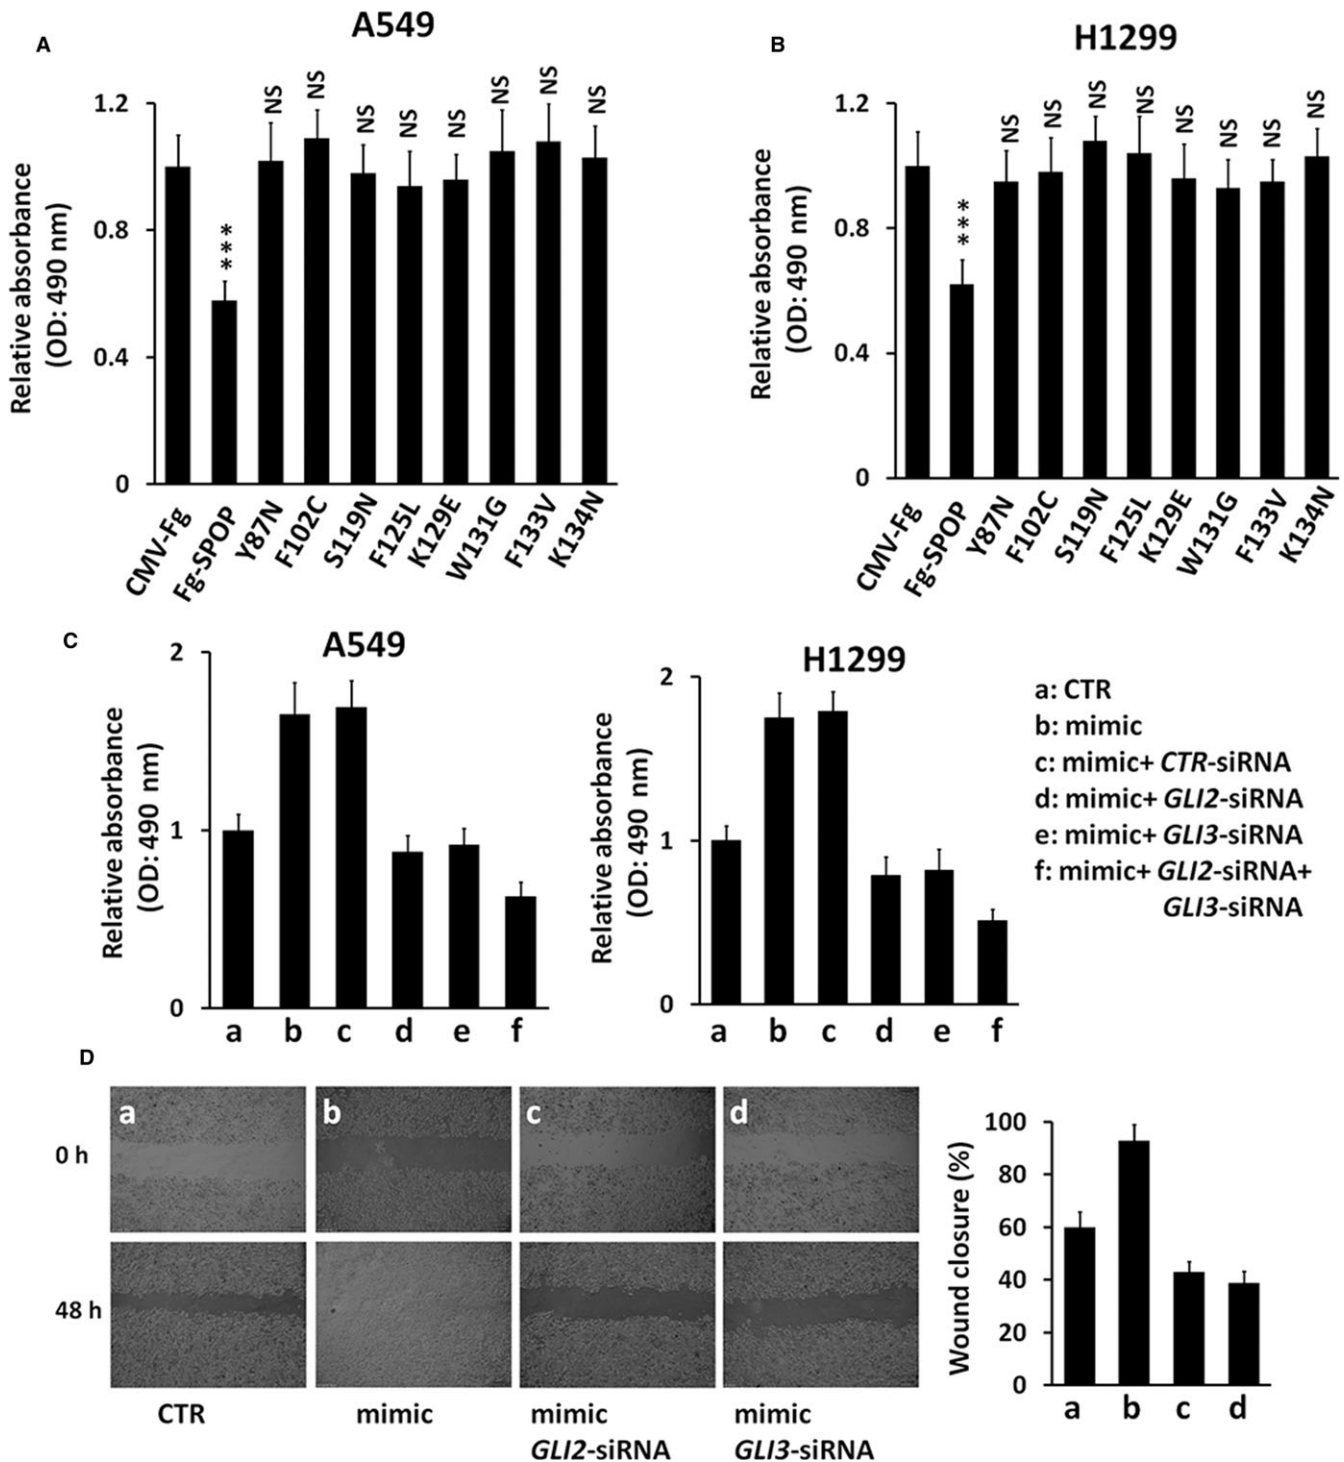 A
A549
Relative absorbance
(OD: 490 nm)
1.2
0.8
0.4
0
***
NS
NS
NS
NS
NS
NS
NS
NS
CMV-Fg
Fg-SPOP
Y87N
F102C
S119N
F125L
K129E
W131G
F133V
K134N
B
H1299
Relative absorbance
(OD: 490 nm)
1.2
0.8
0.4
0
***
NS
NS
NS
NS
NS
NS
NS
NS
CMV-Fg
Fg-SPOP
Y87N
F102C
S119N
F125L
K129E
W131G
F133V
K134N
C
A549
Relative absorbance
(OD: 490 nm)
2
1
0
a b c d e f
H1299
Relative absorbance
(OD: 490 nm)
2
1
0
a b c d e f
a: CTR
b: mimic
c: mimic+ CTR-siRNA
d: mimic+ GLI2-siRNA
e: mimic+ GLI3-siRNA
f: mimic+ GLI2-siRNA+
GLI3-siRNA
D
a b c d
0 h
48 h
CTR
mimic
mimic
GLI2-siRNA
mimic
GLI3-siRNA
Wound closure (%)
100
80
60
40
20
0
a b c d